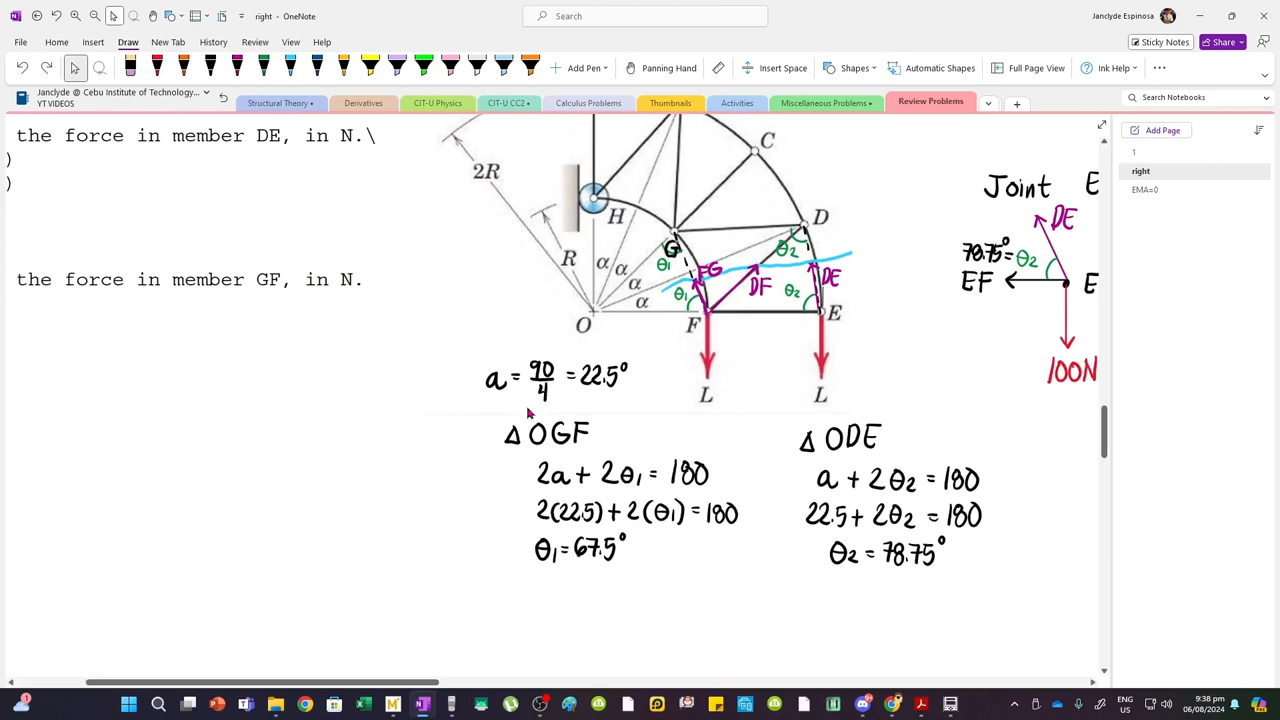 right - OneNote
Search
Janclyde Espinosa
File Home Insert Draw New Tab History Review View Help
Sticky Notes Share
Add Pen Panning Hand Insert Space Shapes Automatic Shapes Full Page View Ink Help
Janclyde @ Cebu Institute of Technology...
YT VIDEOS
Structural Theory Derivatives CIT-U Physics CIT-U CC2 Calculus Problems Thumbnails Activities Miscellaneous Problems Review Problems
Search Notebooks
Add Page
1
right
EMA=0
the force in member DE, in N.\
)
)
the force in member GF, in N.
2R
R
H
C
D
G
θ1
θ2
α
α
α
α
FG
DF
DE
θ1
θ2
O
F
E
L
L
Joint E
DE
78.75°=θ2
EF
E
100N
a = 90/4 = 22.5°
Δ OGF
2a + 2θ1 = 180
2(22.5) + 2(θ1) = 180
θ1 = 67.5°
Δ ODE
a + 2θ2 = 180
22.5 + 2θ2 = 180
θ2 = 78.75°
1
Search
ENG
US
9:38 pm
06/08/2024